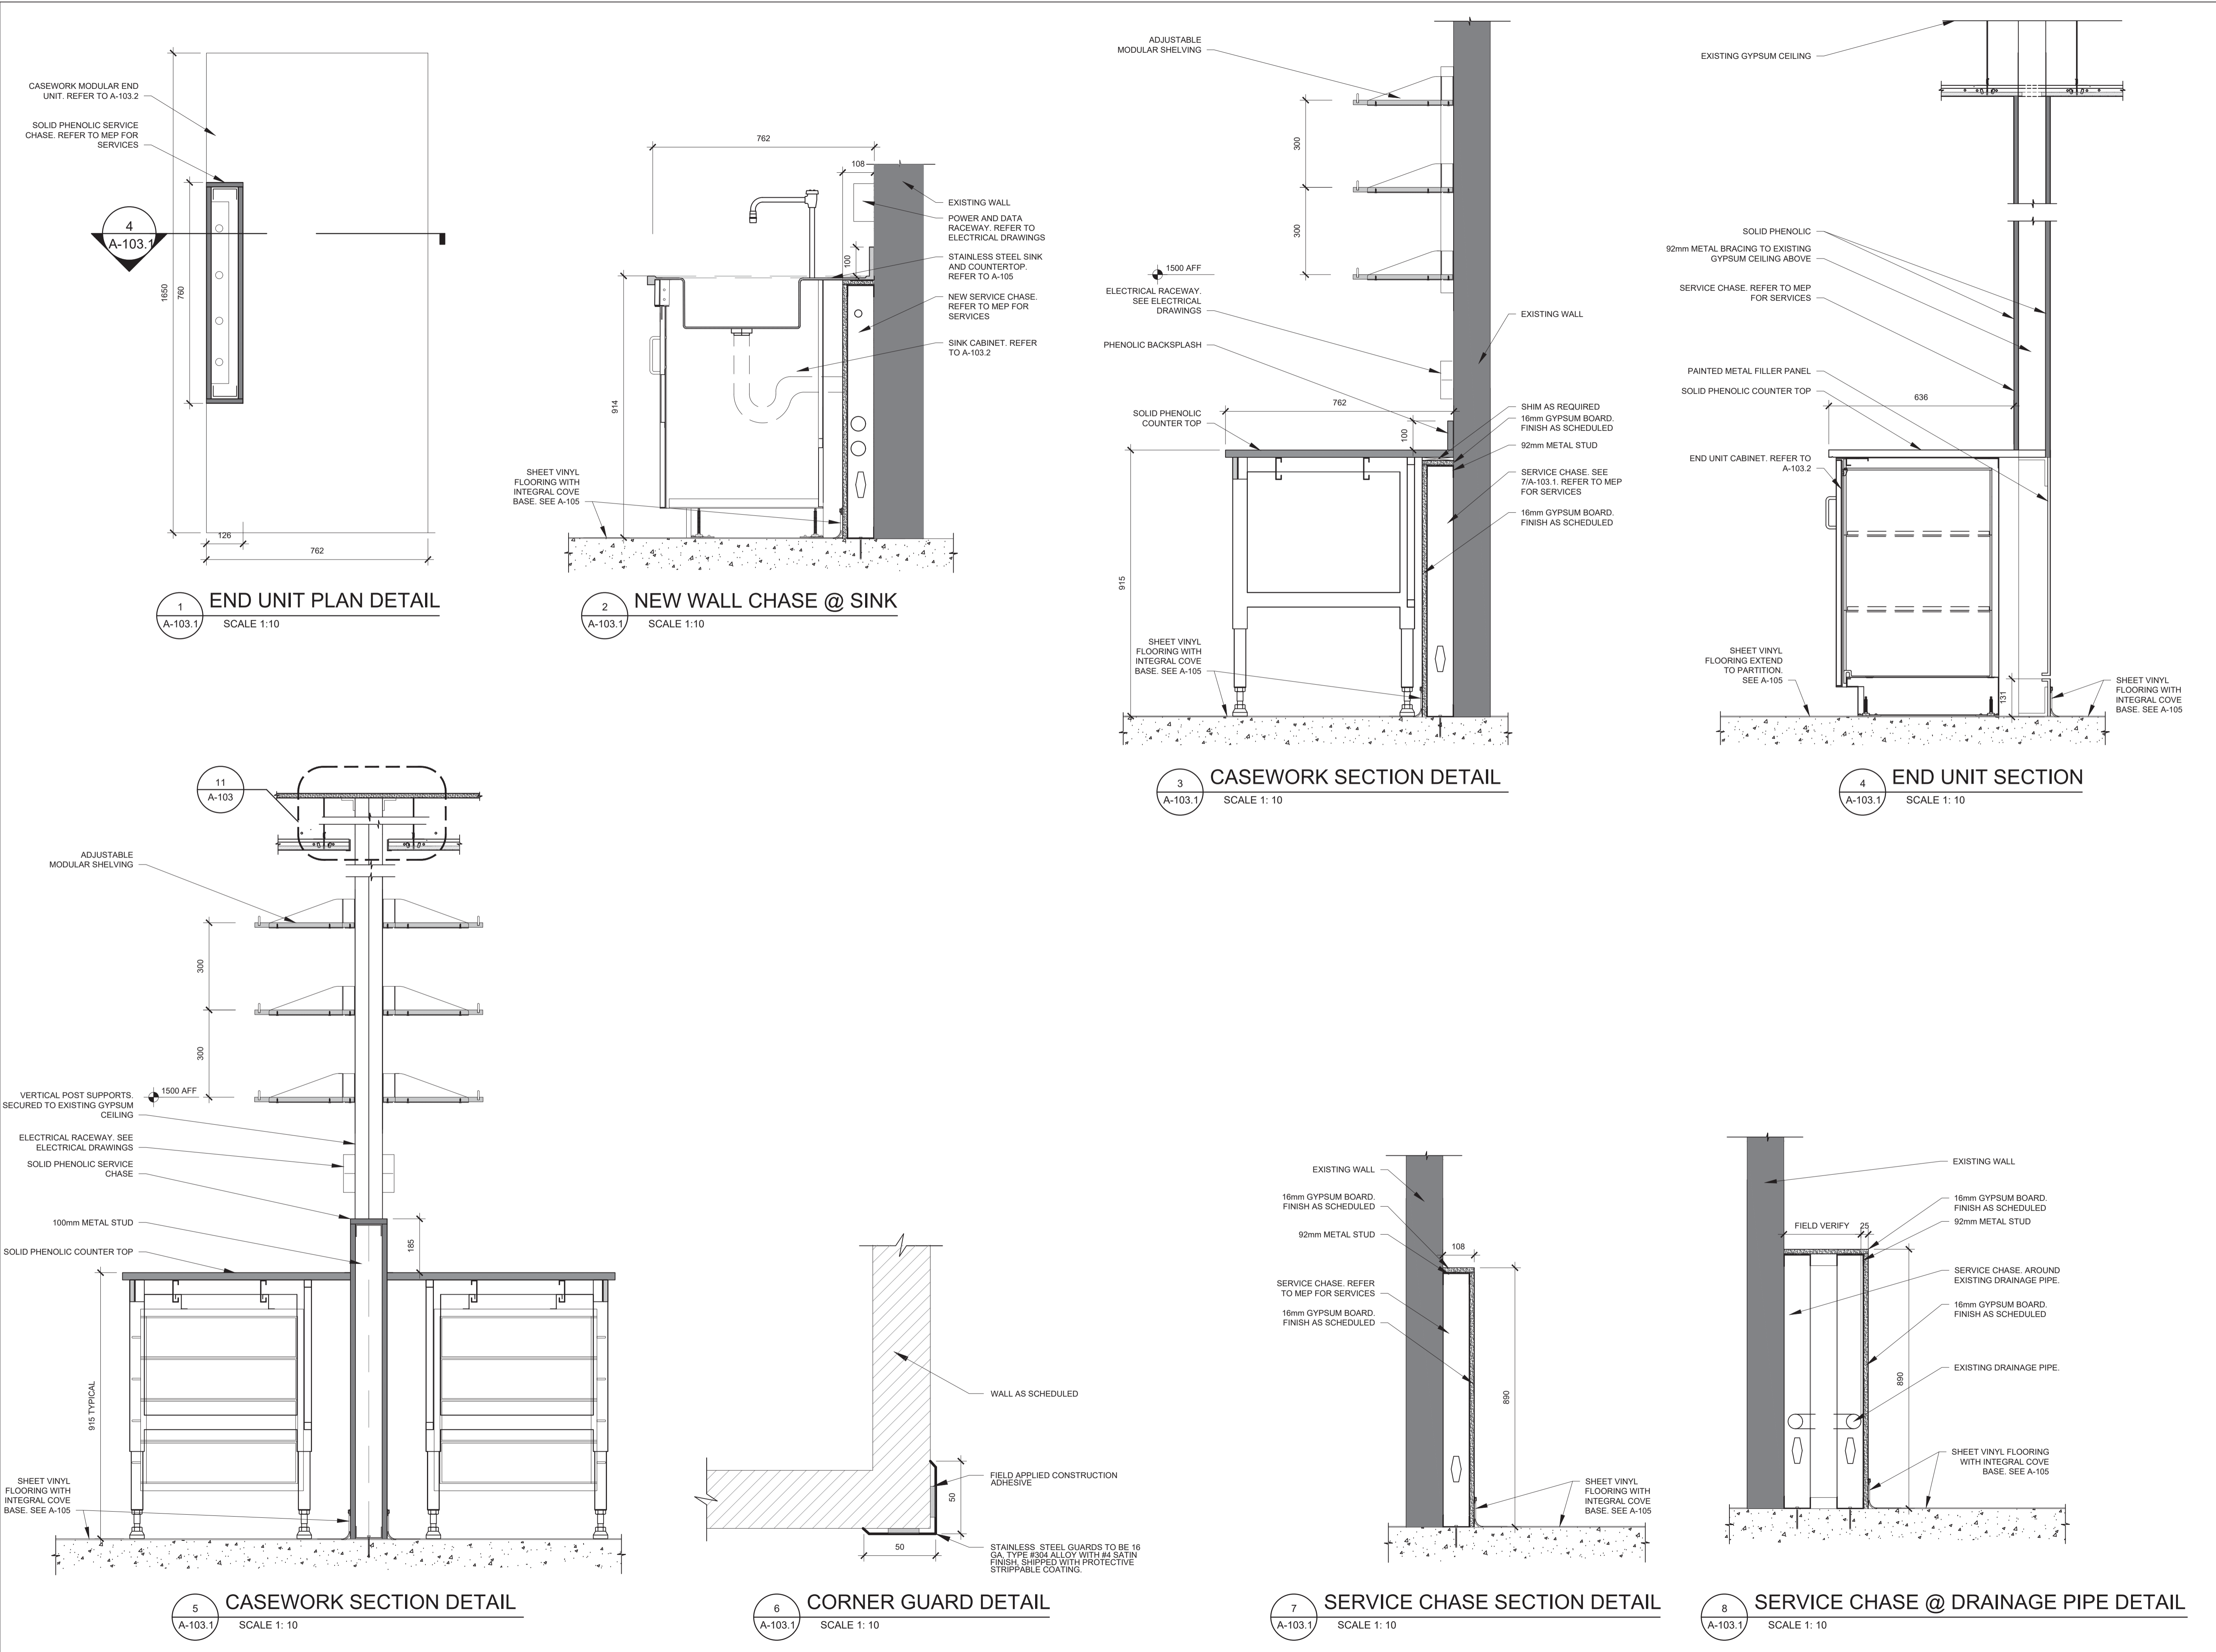 CASEWORK MODULAR END
UNIT. REFER TO A-103.2
SOLID PHENOLIC SERVICE
CHASE. REFER TO MEP FOR
SERVICES
4
A-103.1
1650
760
126
762
1
A-103.1
END UNIT PLAN DETAIL
SCALE 1:10
762
108
100
914
EXISTING WALL
POWER AND DATA
RACEWAY. REFER TO
ELECTRICAL DRAWINGS
STAINLESS STEEL SINK
AND COUNTERTOP.
REFER TO A-105
NEW SERVICE CHASE.
REFER TO MEP FOR
SERVICES
SINK CABINET. REFER
TO A-103.2
SHEET VINYL
FLOORING WITH
INTEGRAL COVE
BASE. SEE A-105
2
A-103.1
NEW WALL CHASE @ SINK
SCALE 1:10
ADJUSTABLE
MODULAR SHELVING
300
300
1500 AFF
ELECTRICAL RACEWAY.
SEE ELECTRICAL
DRAWINGS
PHENOLIC BACKSPLASH
EXISTING WALL
762
SOLID PHENOLIC
COUNTER TOP
100
SHIM AS REQUIRED
16mm GYPSUM BOARD.
FINISH AS SCHEDULED
92mm METAL STUD
SERVICE CHASE. SEE
7/A-103.1. REFER TO MEP
FOR SERVICES
16mm GYPSUM BOARD.
FINISH AS SCHEDULED
915
SHEET VINYL
FLOORING WITH
INTEGRAL COVE
BASE. SEE A-105
3
A-103.1
CASEWORK SECTION DETAIL
SCALE 1: 10
EXISTING GYPSUM CEILING
SOLID PHENOLIC
92mm METAL BRACING TO EXISTING
GYPSUM CEILING ABOVE
SERVICE CHASE. REFER TO MEP
FOR SERVICES
PAINTED METAL FILLER PANEL
SOLID PHENOLIC COUNTER TOP
636
END UNIT CABINET. REFER TO
A-103.2
SHEET VINYL
FLOORING EXTEND
TO PARTITION.
SEE A-105
131
SHEET VINYL
FLOORING WITH
INTEGRAL COVE
BASE. SEE A-105
4
A-103.1
END UNIT SECTION
SCALE 1: 10
11
A-103
ADJUSTABLE
MODULAR SHELVING
300
300
1500 AFF
VERTICAL POST SUPPORTS.
SECURED TO EXISTING GYPSUM
CEILING
ELECTRICAL RACEWAY. SEE
ELECTRICAL DRAWINGS
SOLID PHENOLIC SERVICE
CHASE
100mm METAL STUD
SOLID PHENOLIC COUNTER TOP
185
915 TYPICAL
SHEET VINYL
FLOORING WITH
INTEGRAL COVE
BASE. SEE A-105
5
A-103.1
CASEWORK SECTION DETAIL
SCALE 1: 10
WALL AS SCHEDULED
FIELD APPLIED CONSTRUCTION
ADHESIVE
50
50
STAINLESS STEEL GUARDS TO BE 16
GA, TYPE #304 ALLOY WITH #4 SATIN
FINISH, SHIPPED WITH PROTECTIVE
STRIPPABLE COATING.
6
A-103.1
CORNER GUARD DETAIL
SCALE 1: 10
EXISTING WALL
16mm GYPSUM BOARD.
FINISH AS SCHEDULED
92mm METAL STUD
108
SERVICE CHASE. REFER
TO MEP FOR SERVICES
16mm GYPSUM BOARD.
FINISH AS SCHEDULED
890
SHEET VINYL
FLOORING WITH
INTEGRAL COVE
BASE. SEE A-105
7
A-103.1
SERVICE CHASE SECTION DETAIL
SCALE 1: 10
EXISTING WALL
16mm GYPSUM BOARD.
FINISH AS SCHEDULED
92mm METAL STUD
FIELD VERIFY
25
SERVICE CHASE. AROUND
EXISTING DRAINAGE PIPE.
16mm GYPSUM BOARD.
FINISH AS SCHEDULED
EXISTING DRAINAGE PIPE.
890
SHEET VINYL FLOORING
WITH INTEGRAL COVE
BASE. SEE A-105
8
A-103.1
SERVICE CHASE @ DRAINAGE PIPE DETAIL
SCALE 1: 10